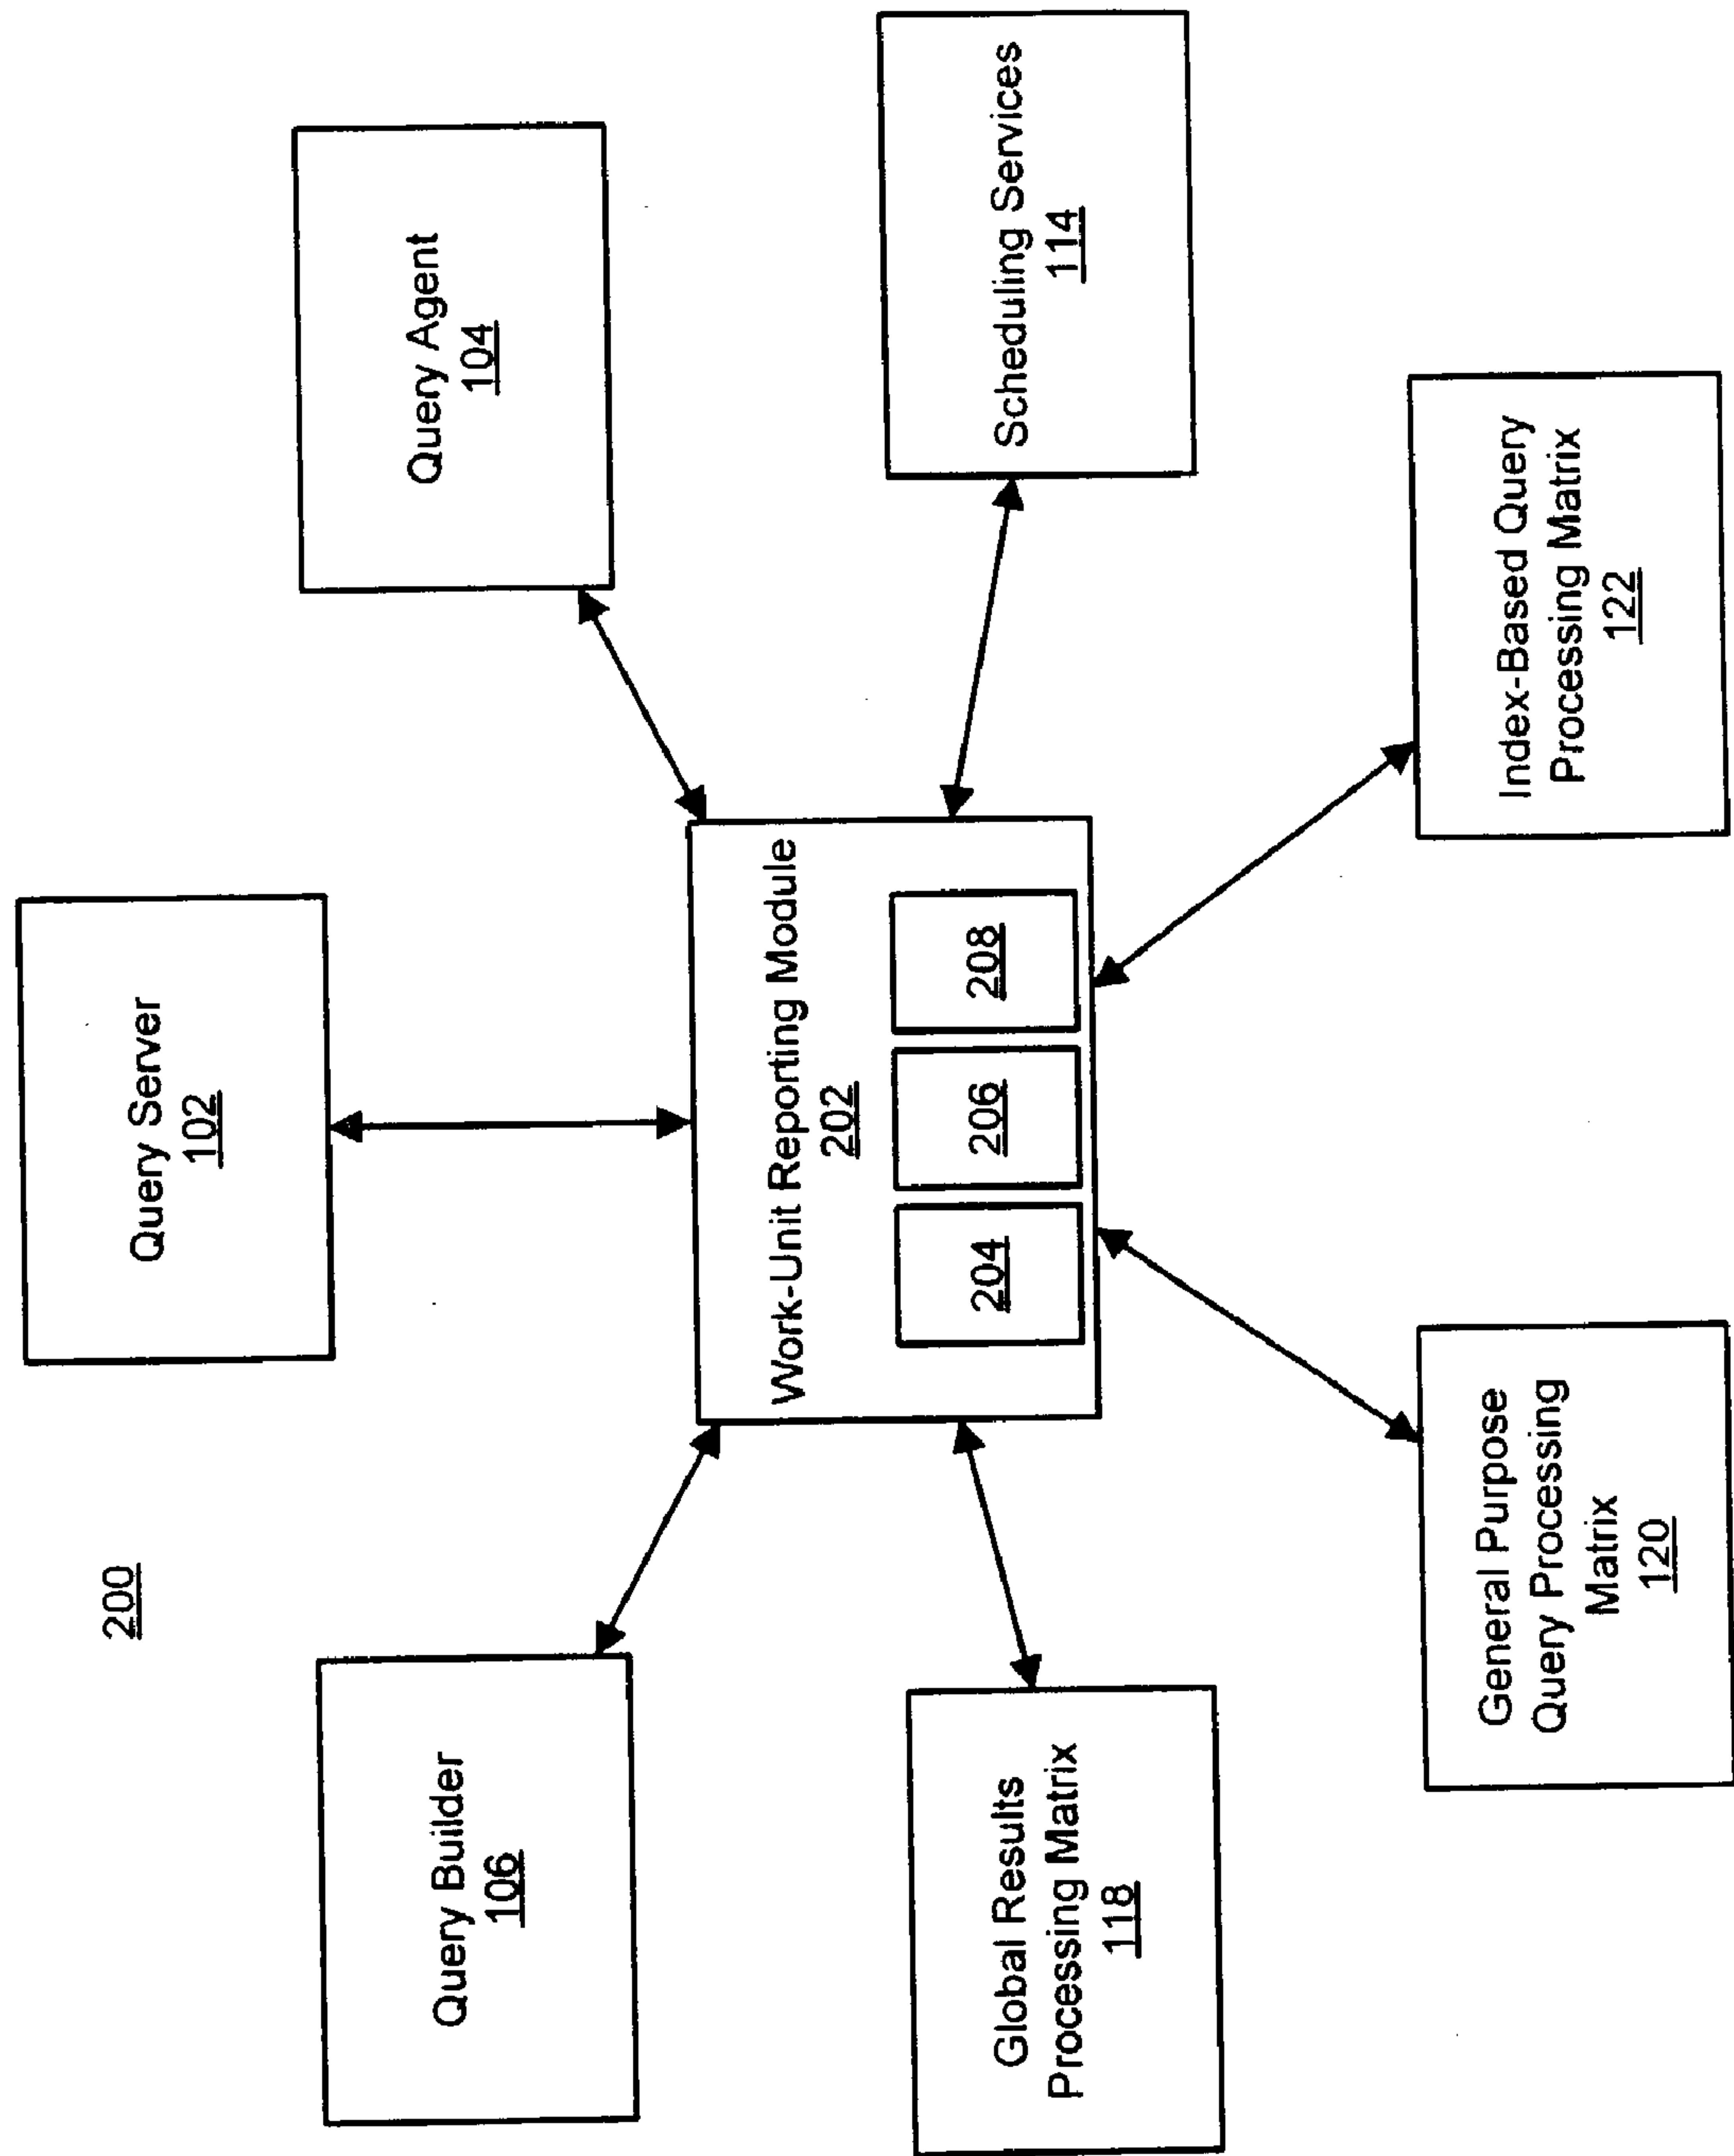 200
Query Server
102
Query Builder
106
Query Agent
104
Work-Unit Reporting Module
202
204
206
208
Global Results
Processing Matrix
118
Scheduling Services
114
General Purpose
Query Processing
Matrix
120
Index-Based Query
Processing Matrix
122